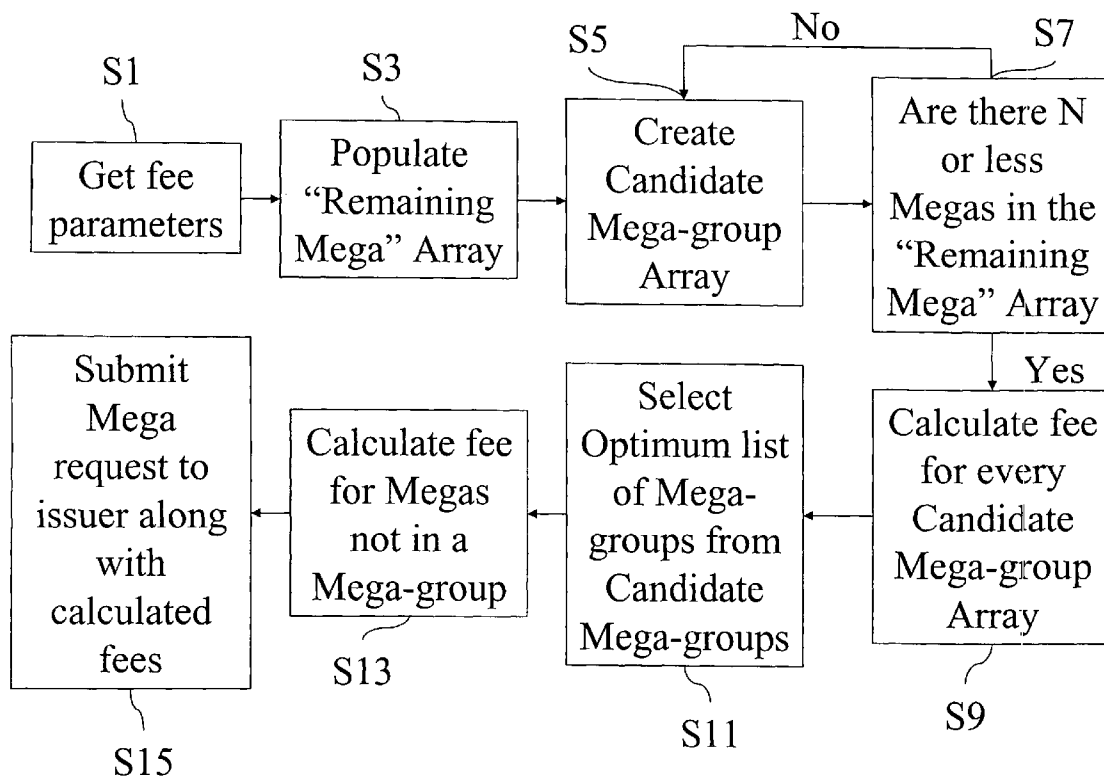 S1
Get fee
parameters
S3
Populate
“Remaining
Mega” Array
S5
Create
Candidate
Mega-group
Array
No
S7
Are there N
or less
Megas in the
“Remaining
Mega” Array
Yes
Calculate fee
for every
Candidate
Mega-group
Array
S9
Select
Optimum list
of Mega-
groups from
Candidate
Mega-groups
S11
Calculate fee
for Megas
not in a
Mega-group
S13
Submit
Mega
request to
issuer along
with
calculated
fees
S15